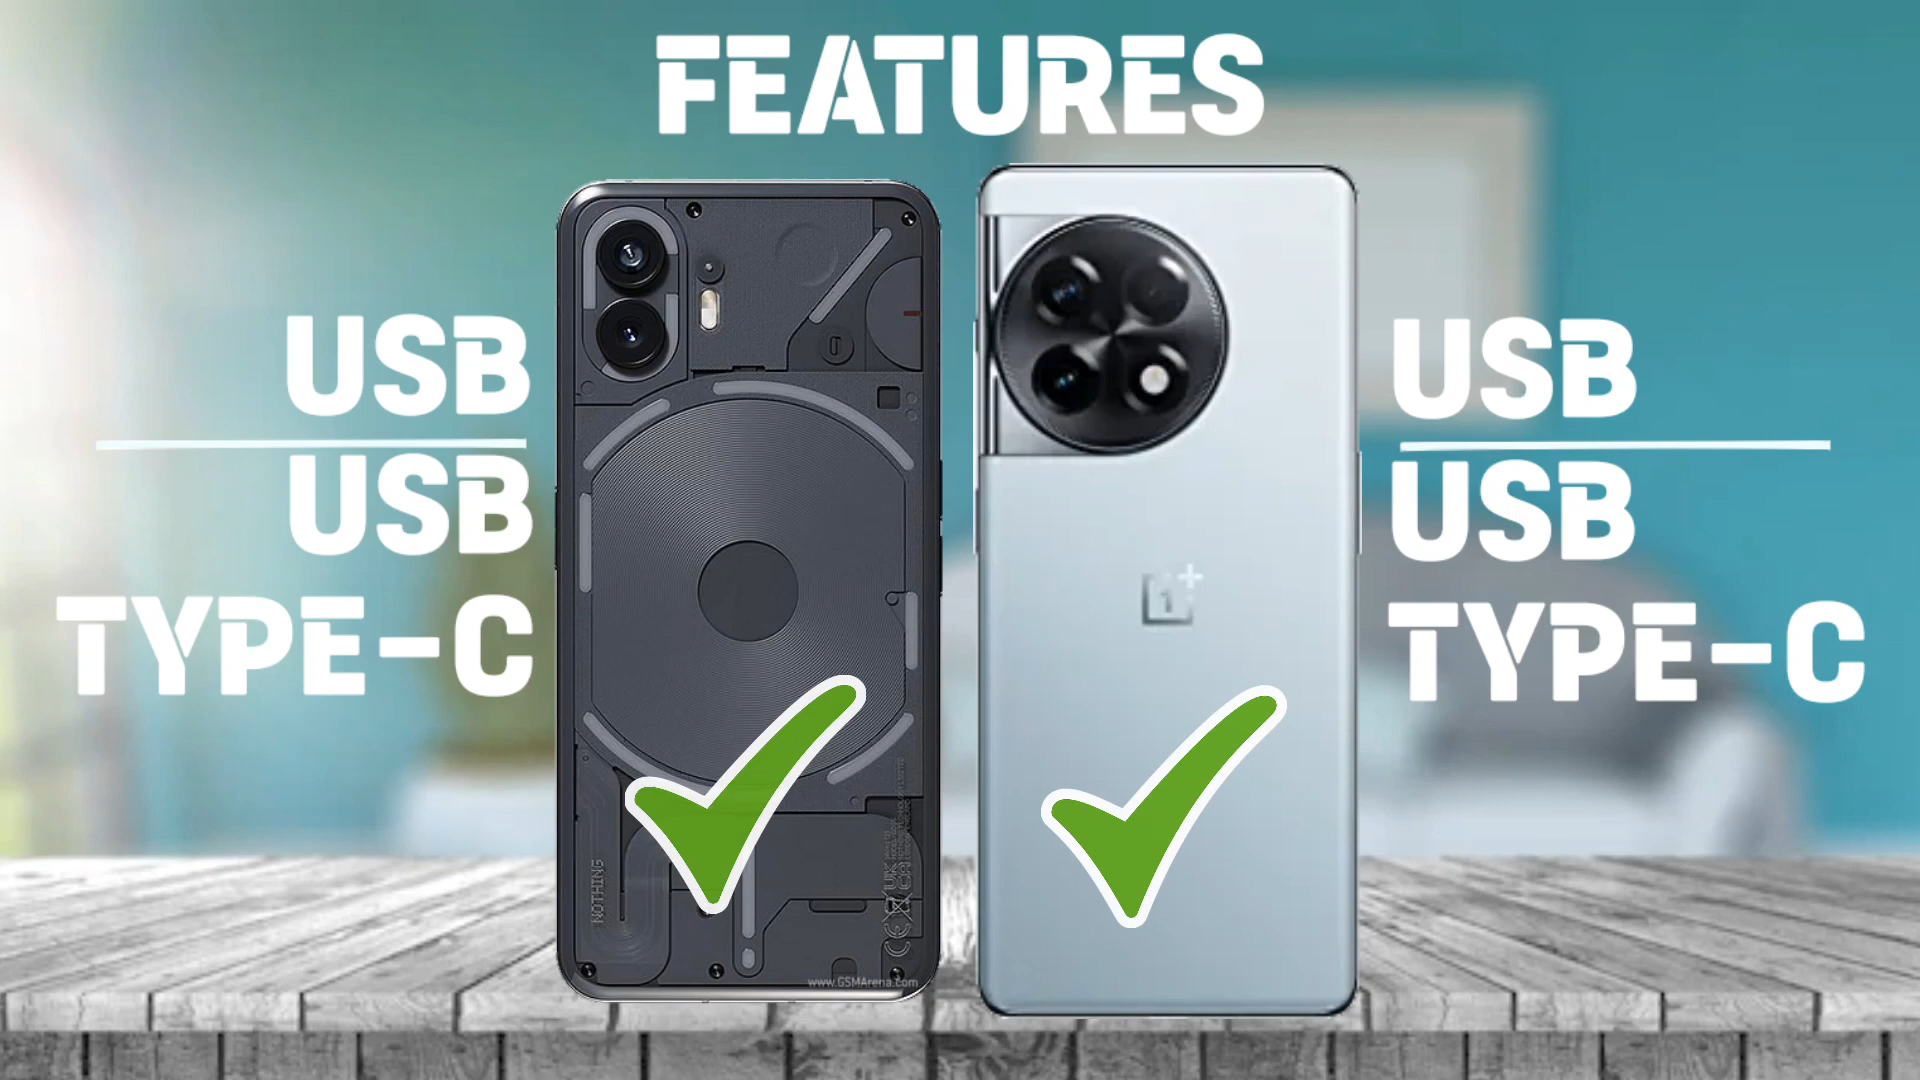 FEATURES
USB
USB
TYPE-C
USB
USB
TYPE-C
NOTHING
www.GSMArena.com